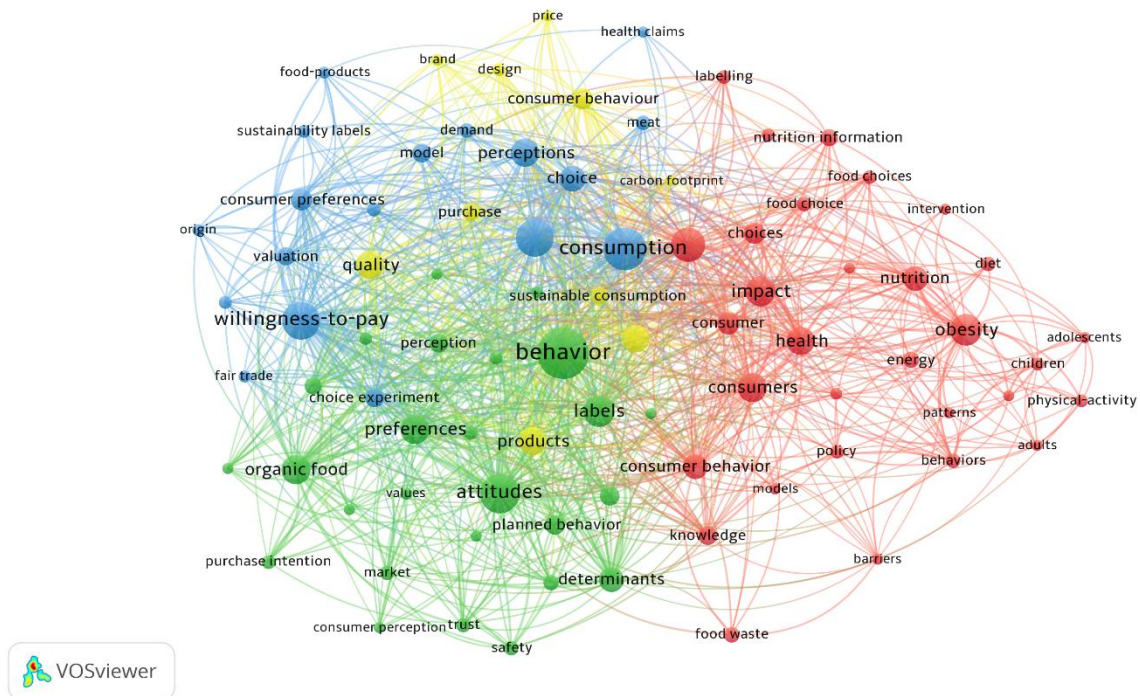 price
health claims
brand
design
food-products
labelling
consumer behaviour
meat
sustainability labels
demand
nutrition information
model
perceptions
choice
carbon footprint
food choices
consumer preferences
purchase
food choice
intervention
origin
choices
valuation
quality
consumption
diet
nutrition
sustainable consumption
impact
willingness-to-pay
consumer
behavior
obesity
perception
health
adolescents
energy
children
fair trade
choice experiment
consumers
physical-activity
labels
patterns
preferences
products
adults
policy
organic food
consumer behavior
behaviors
attitudes
values
models
planned behavior
knowledge
purchase intention
market
determinants
barriers
consumer perception
trust
safety
food waste
VOSviewer